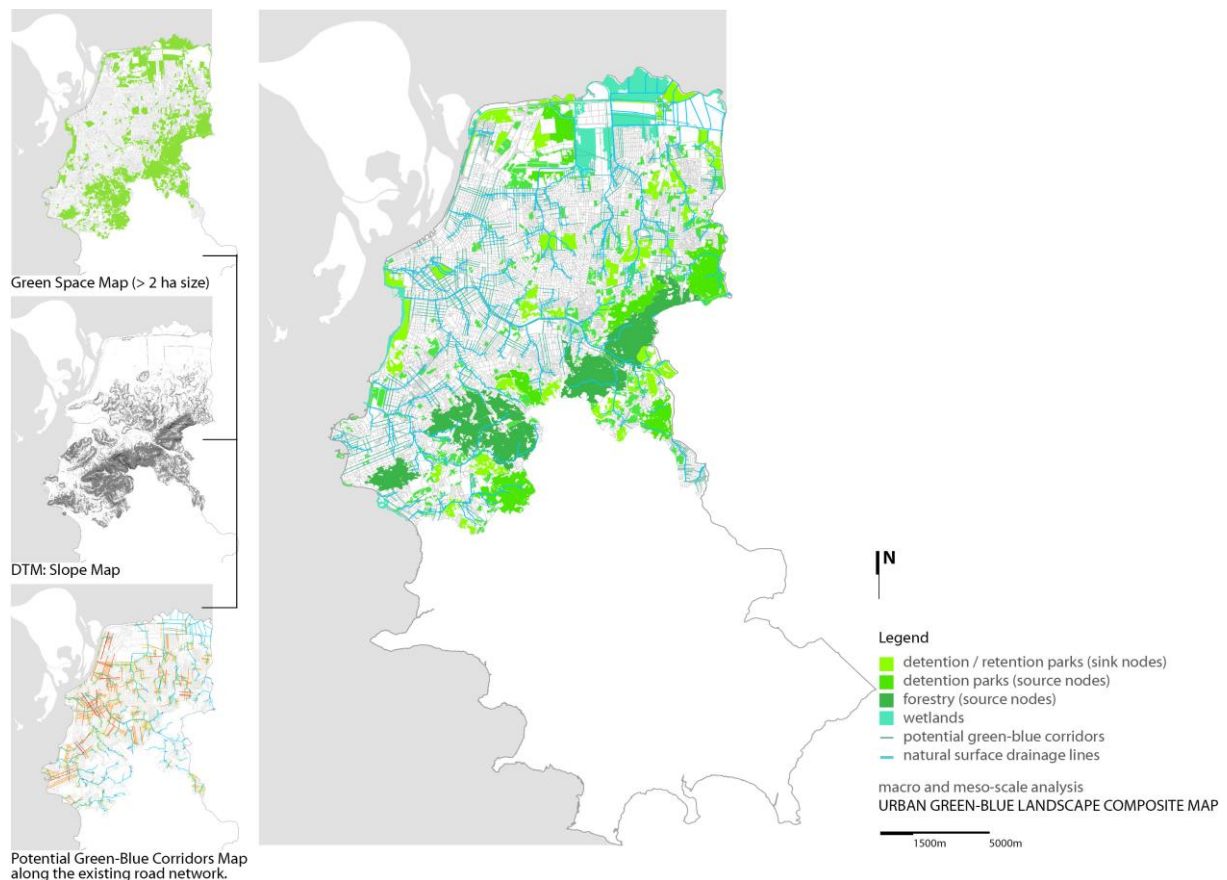 Green Space Map (> 2 ha size)
DTM: Slope Map
Potential Green-Blue Corridors Map
along the existing road network.
N
Legend
detention / retention parks (sink nodes)
detention parks (source nodes)
forestry (source nodes)
wetlands
potential green-blue corridors
natural surface drainage lines
macro and meso-scale analysis
URBAN GREEN-BLUE LANDSCAPE COMPOSITE MAP
1500m 5000m